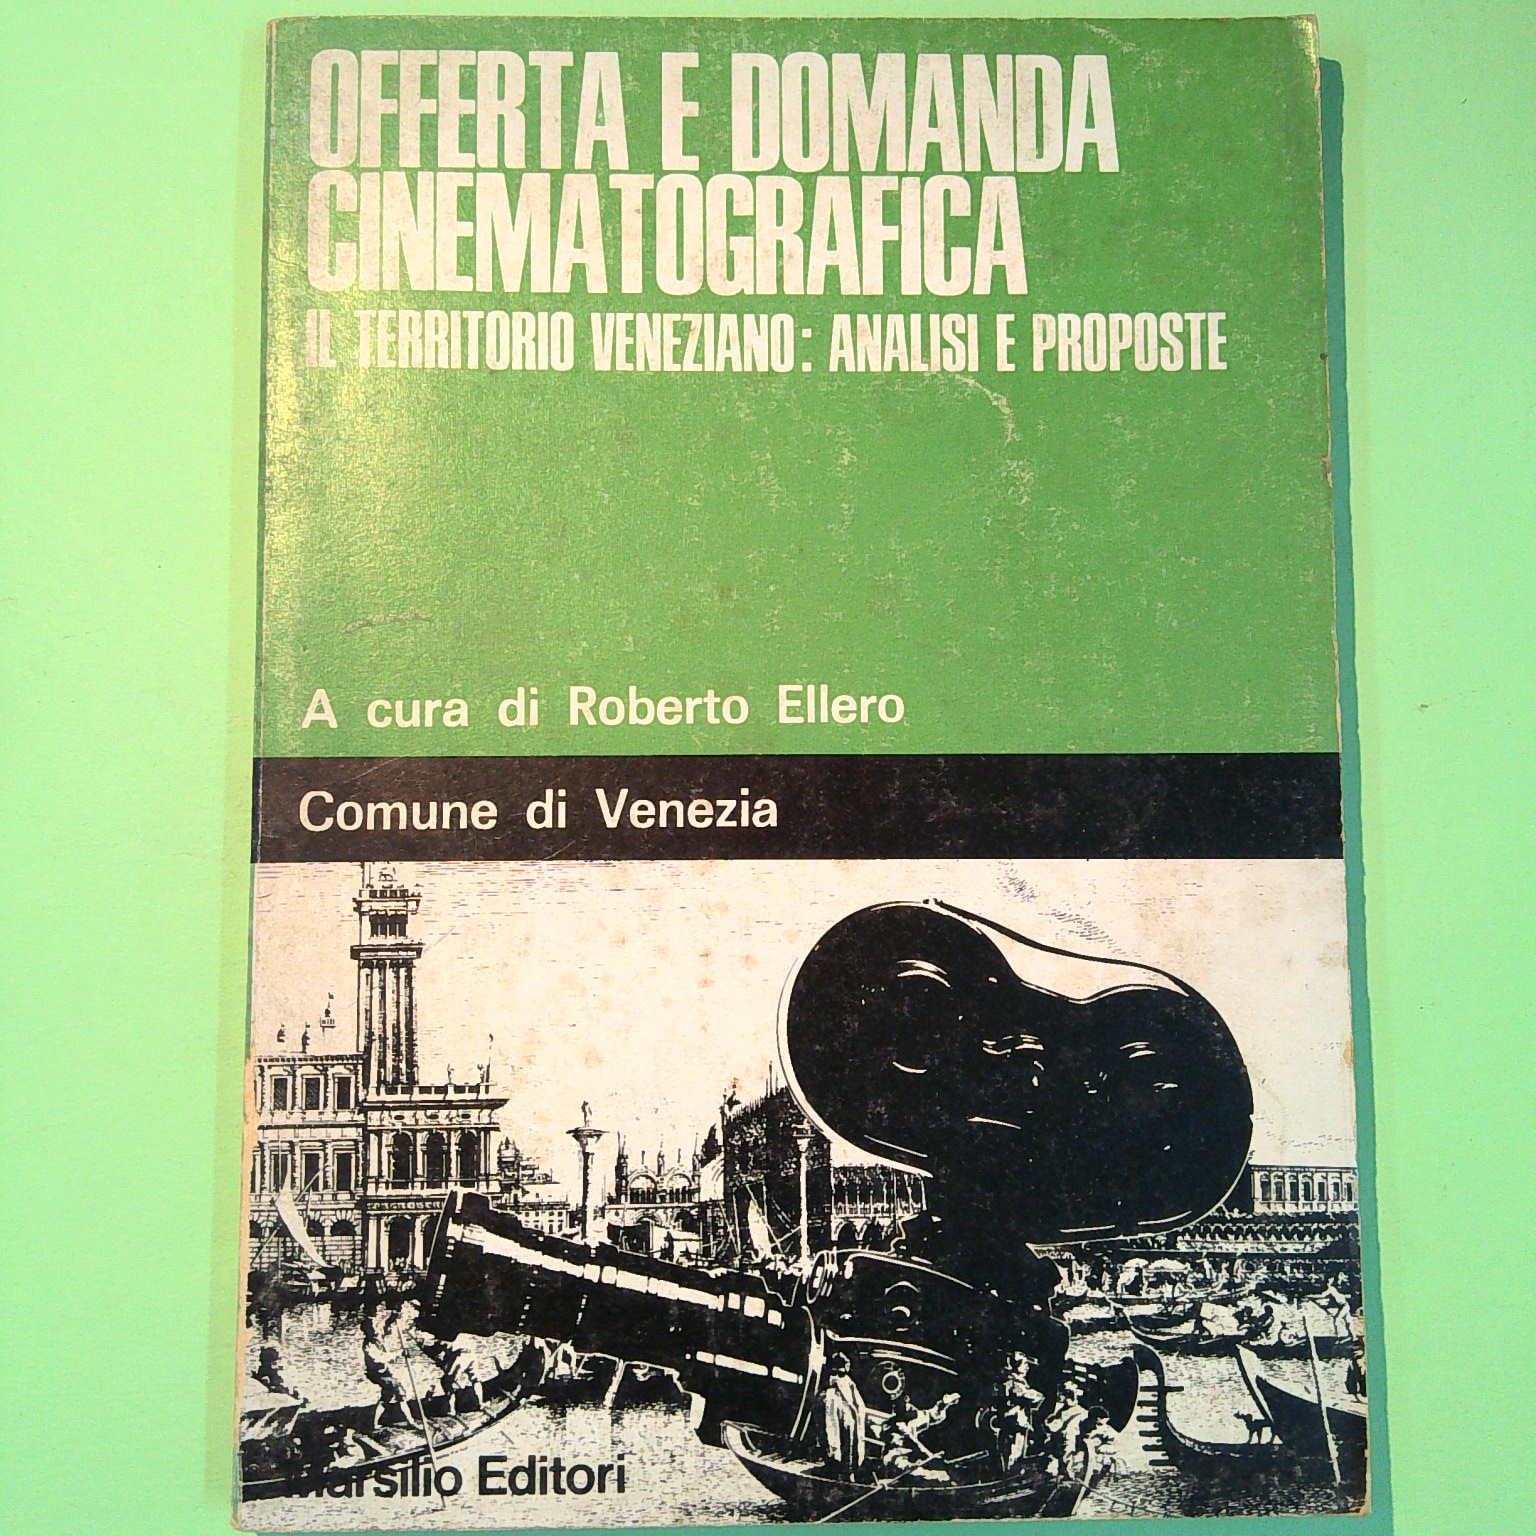 OFFERTA E DOMANDA
CINEMATOGRAFICA
IL TERRITORIO VENEZIANO: ANALISI E PROPOSTE
A cura di Roberto Ellero
Comune di Venezia
Marsilio Editori